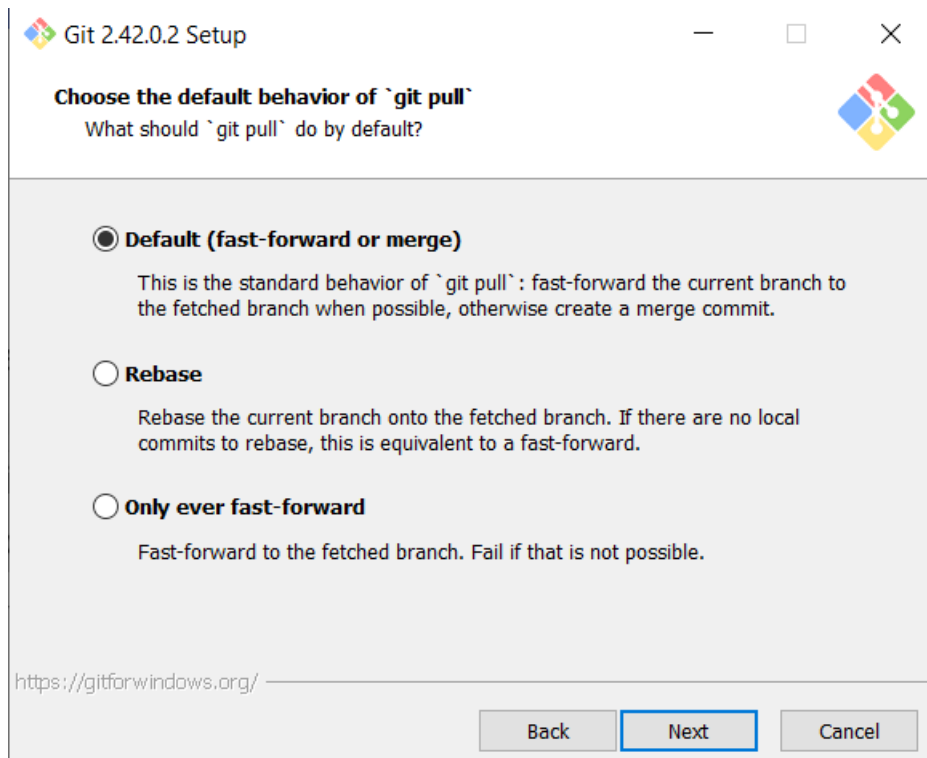 Git 2.42.0.2 Setup
Choose the default behavior of `git pull`
What should `git pull` do by default?
Default (fast-forward or merge)
This is the standard behavior of `git pull`: fast-forward the current branch to
the fetched branch when possible, otherwise create a merge commit.
Rebase
Rebase the current branch onto the fetched branch. If there are no local
commits to rebase, this is equivalent to a fast-forward.
Only ever fast-forward
Fast-forward to the fetched branch. Fail if that is not possible.
https://gitforwindows.org/
Back Next Cancel